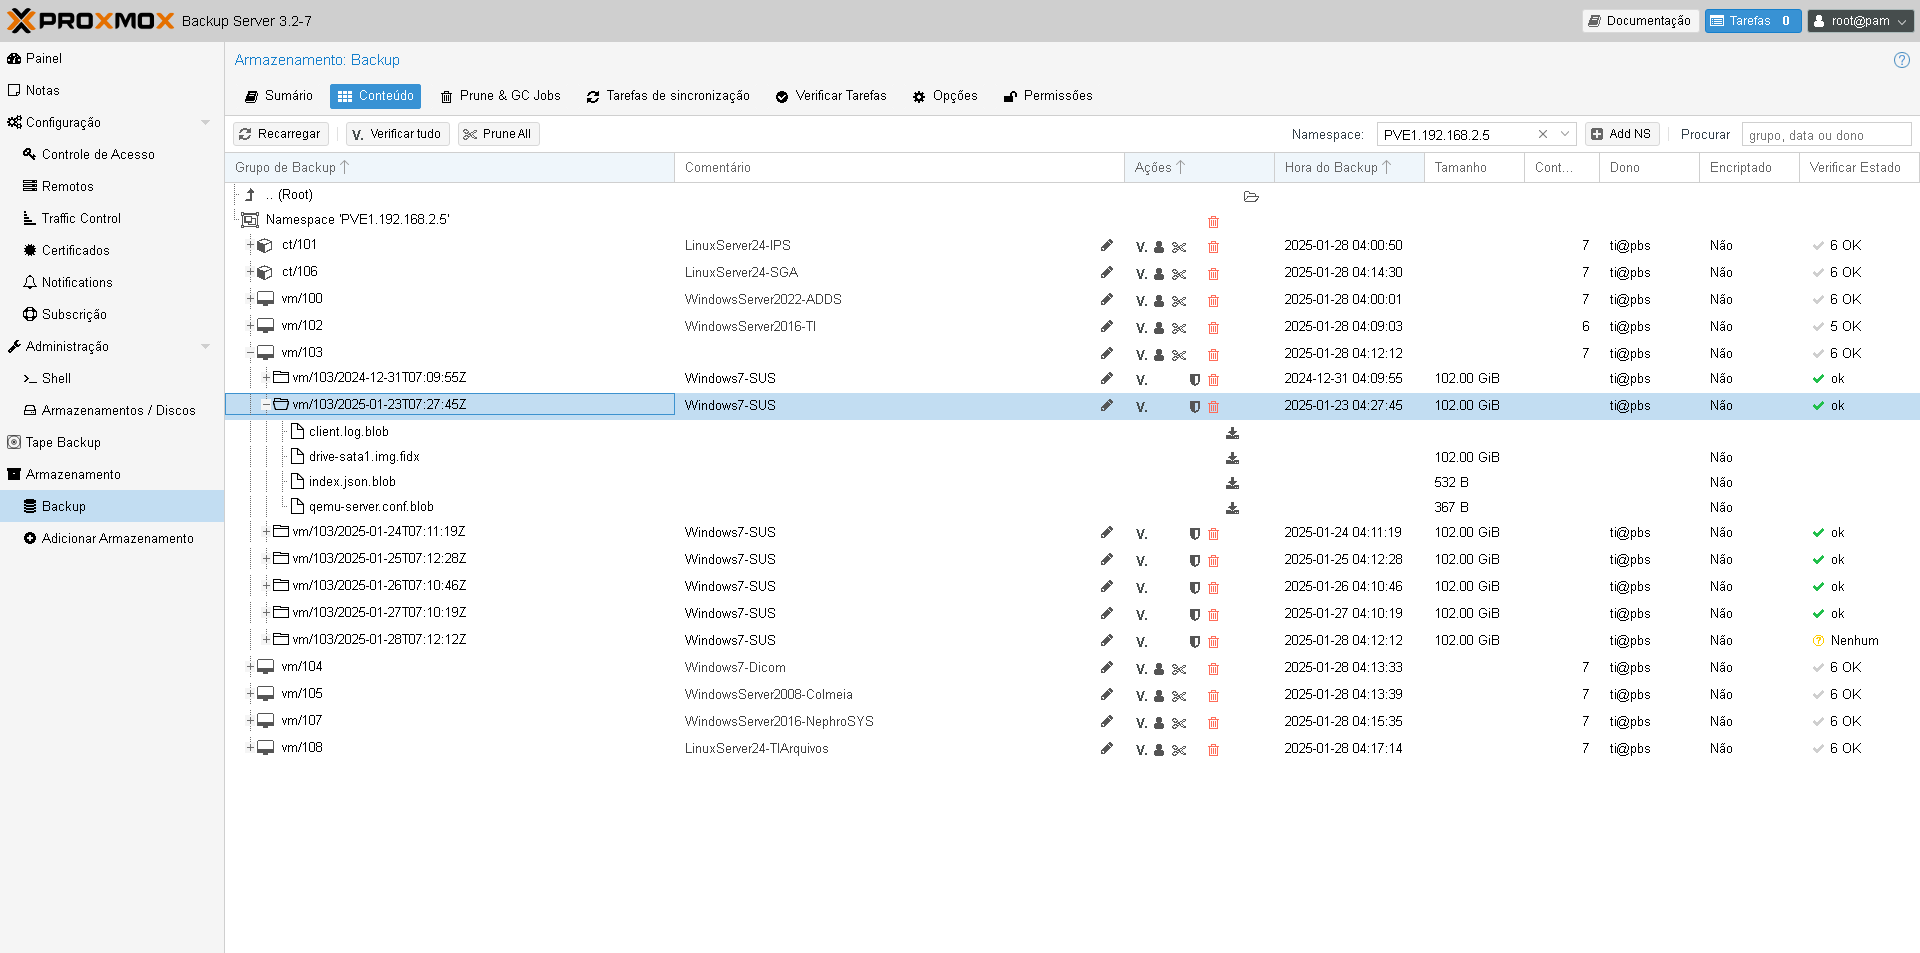 PROXMOX Backup Server 3.2-7 Documentação Tarefas 0 root@pam
Painel
Notas
Configuração
Controle de Acesso
Remotos
Traffic Control
Certificados
Notifications
Subscrição
Administração
Shell
Armazenamentos / Discos
Tape Backup
Armazenamento
Backup
Adicionar Armazenamento
Armazenamento: Backup
Sumário Conteúdo Prune & GC Jobs Tarefas de sincronização Verificar Tarefas Opções Permissões
Recarregar V. Verificar tudo Prune All Namespace: PVE1.192.168.2.5 Add NS Procurar grupo, data ou dono
Grupo de Backup Comentário Ações Hora do Backup Tamanho Cont... Dono Encriptado Verificar Estado
.. (Root)
Namespace 'PVE1.192.168.2.5'
ct/101 LinuxServer24-IPS V. 2025-01-28 04:00:50 7 ti@pbs Não 6 OK
ct/106 LinuxServer24-SGA V. 2025-01-28 04:14:30 7 ti@pbs Não 6 OK
vm/100 WindowsServer2022-ADDS V. 2025-01-28 04:00:01 7 ti@pbs Não 6 OK
vm/102 WindowsServer2016-TI V. 2025-01-28 04:09:03 6 ti@pbs Não 5 OK
vm/103 V. 2025-01-28 04:12:12 7 ti@pbs Não 6 OK
vm/103/2024-12-31T07:09:55Z Windows7-SUS V. 2024-12-31 04:09:55 102.00 GiB ti@pbs Não ok
vm/103/2025-01-23T07:27:45Z Windows7-SUS V. 2025-01-23 04:27:45 102.00 GiB ti@pbs Não ok
client.log.blob
drive-sata1.img.fidx 102.00 GiB Não
index.json.blob 532 B Não
qemu-server.conf.blob 367 B Não
vm/103/2025-01-24T07:11:19Z Windows7-SUS V. 2025-01-24 04:11:19 102.00 GiB ti@pbs Não ok
vm/103/2025-01-25T07:12:28Z Windows7-SUS V. 2025-01-25 04:12:28 102.00 GiB ti@pbs Não ok
vm/103/2025-01-26T07:10:46Z Windows7-SUS V. 2025-01-26 04:10:46 102.00 GiB ti@pbs Não ok
vm/103/2025-01-27T07:10:19Z Windows7-SUS V. 2025-01-27 04:10:19 102.00 GiB ti@pbs Não ok
vm/103/2025-01-28T07:12:12Z Windows7-SUS V. 2025-01-28 04:12:12 102.00 GiB ti@pbs Não Nenhum
vm/104 Windows7-Dicom V. 2025-01-28 04:13:33 7 ti@pbs Não 6 OK
vm/105 WindowsServer2008-Colmeia V. 2025-01-28 04:13:39 7 ti@pbs Não 6 OK
vm/107 WindowsServer2016-NephroSYS V. 2025-01-28 04:15:35 7 ti@pbs Não 6 OK
vm/108 LinuxServer24-TIArquivos V. 2025-01-28 04:17:14 7 ti@pbs Não 6 OK